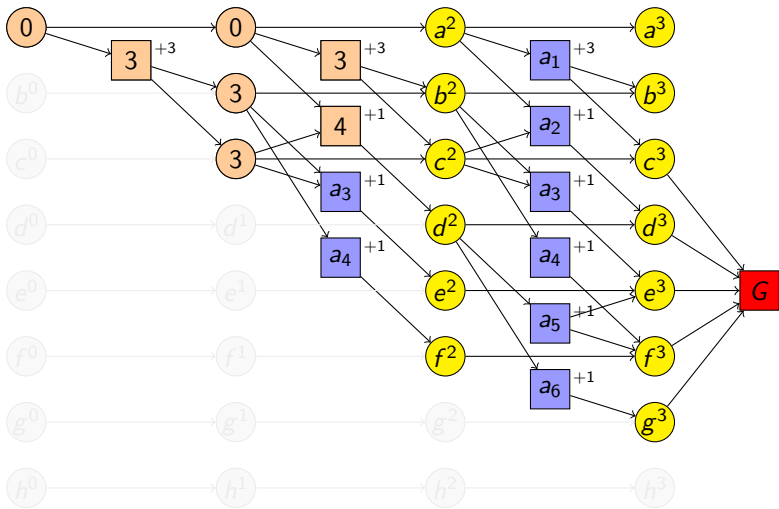 0 0 a² a³
3 +3 3 +3 a₁ +3
b⁰ 3 b² b³
4 +1 a₂ +1
c⁰ 3 c² c³
a₃ +1 a₃ +1
d⁰ d¹ d² d³
a₄ +1 a₄ +1
e⁰ e¹ e² e³ G
a₅ +1
f⁰ f¹ f² f³
a₆ +1
g⁰ g¹ g² g³
h⁰ h¹ h² h³